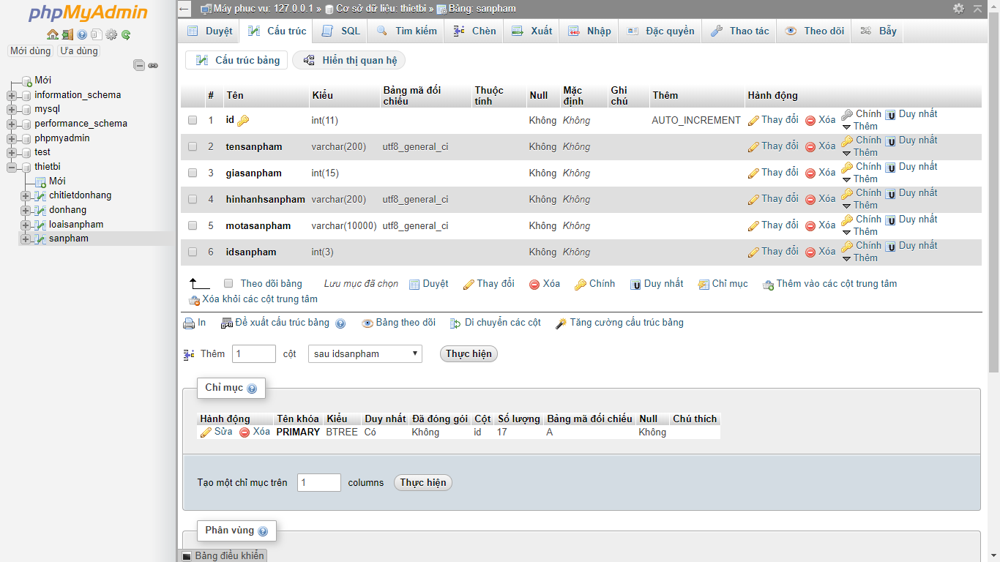 phpMyAdmin
Mới dùng Ưa dùng
Mới
information_schema
mysql
performance_schema
phpmyadmin
test
thietbi
Mới
chitietdonhang
donhang
loaisanpham
sanpham
Máy phục vụ: 127.0.0.1 » Cơ sở dữ liệu: thietbi » Bảng: sanpham
Duyệt Cấu trúc SQL Tìm kiếm Chèn Xuất Nhập Đặc quyền Thao tác Theo dõi Bẫy
Cấu trúc bảng Hiển thị quan hệ
# Tên Kiểu Bảng mã đối chiếu Thuộc tính Null Mặc định Ghi chú Thêm Hành động
1 id int(11) Không Không AUTO_INCREMENT Thay đổi Xóa Chính Duy nhất
Thêm
2 tensanpham varchar(200) utf8_general_ci Không Không Thay đổi Xóa Chính Duy nhất
Thêm
3 giasanpham int(15) Không Không Thay đổi Xóa Chính Duy nhất
Thêm
4 hinhanhsanpham varchar(200) utf8_general_ci Không Không Thay đổi Xóa Chính Duy nhất
Thêm
5 motasanpham varchar(10000) utf8_general_ci Không Không Thay đổi Xóa Chính Duy nhất
Thêm
6 idsanpham int(3) Không Không Thay đổi Xóa Chính Duy nhất
Thêm
Theo dõi bảng Lưu mục đã chọn Duyệt Thay đổi Xóa Chính Duy nhất Chỉ mục Thêm vào các cột trung tâm
Xóa khỏi các cột trung tâm
In Đề xuất cấu trúc bảng Bảng theo dõi Di chuyển các cột Tăng cường cấu trúc bảng
Thêm 1 cột sau idsanpham Thực hiện
Chỉ mục
Hành động Tên khóa Kiểu Duy nhất Đã đóng gói Cột Số lượng Bảng mã đối chiếu Null Chú thích
Sửa Xóa PRIMARY BTREE Có Không id 17 A Không
Tạo một chỉ mục trên 1 columns Thực hiện
Phân vùng
Bảng điều khiển